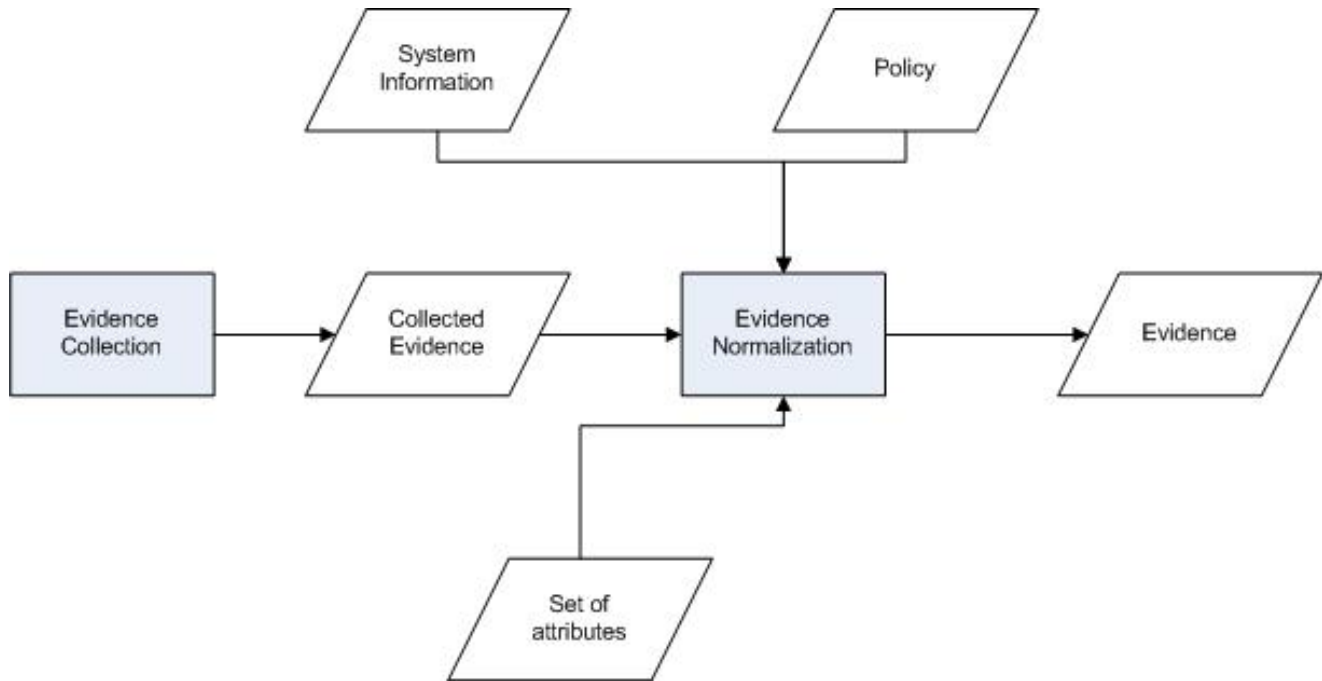 System
Information
Policy
Evidence
Collection
Collected
Evidence
Evidence
Normalization
Evidence
Set of
attributes